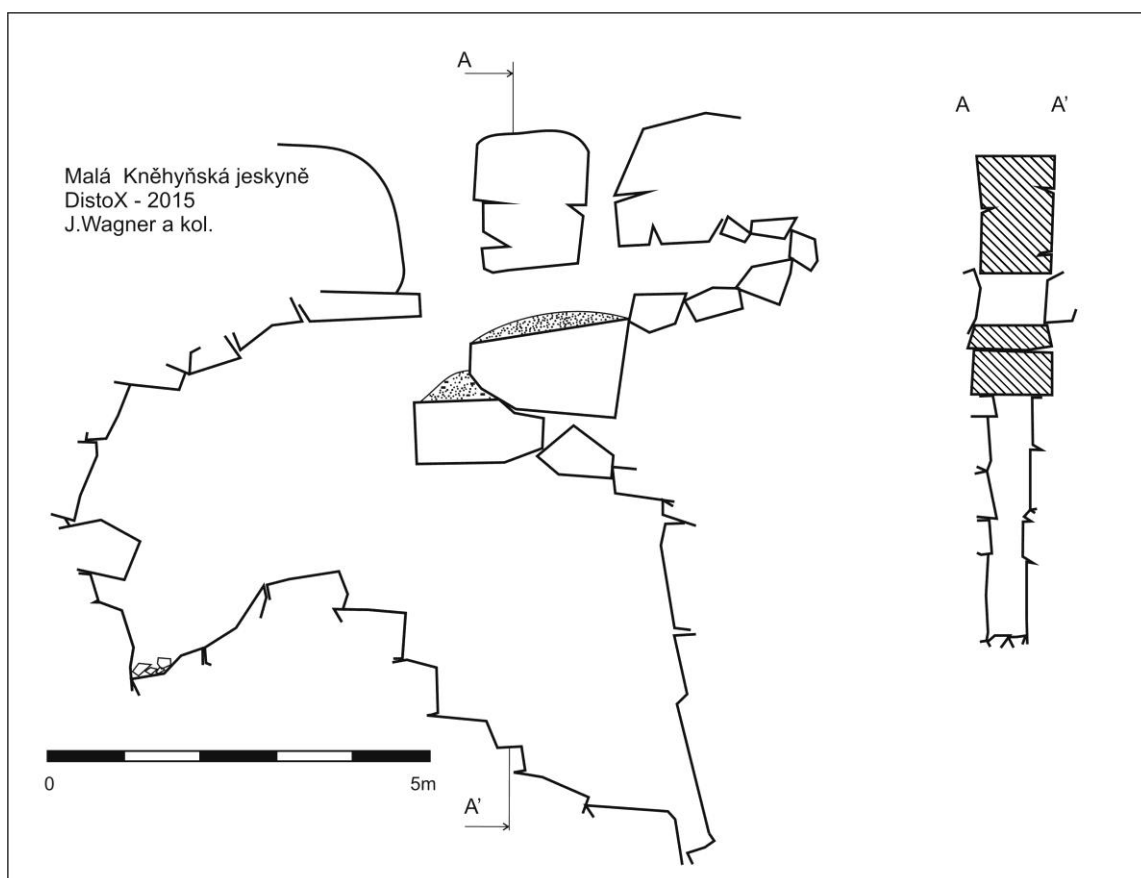 A
A A'
Malá Kněhyňská jeskyně
DistoX - 2015
J.Wagner a kol.
0 5m
A'